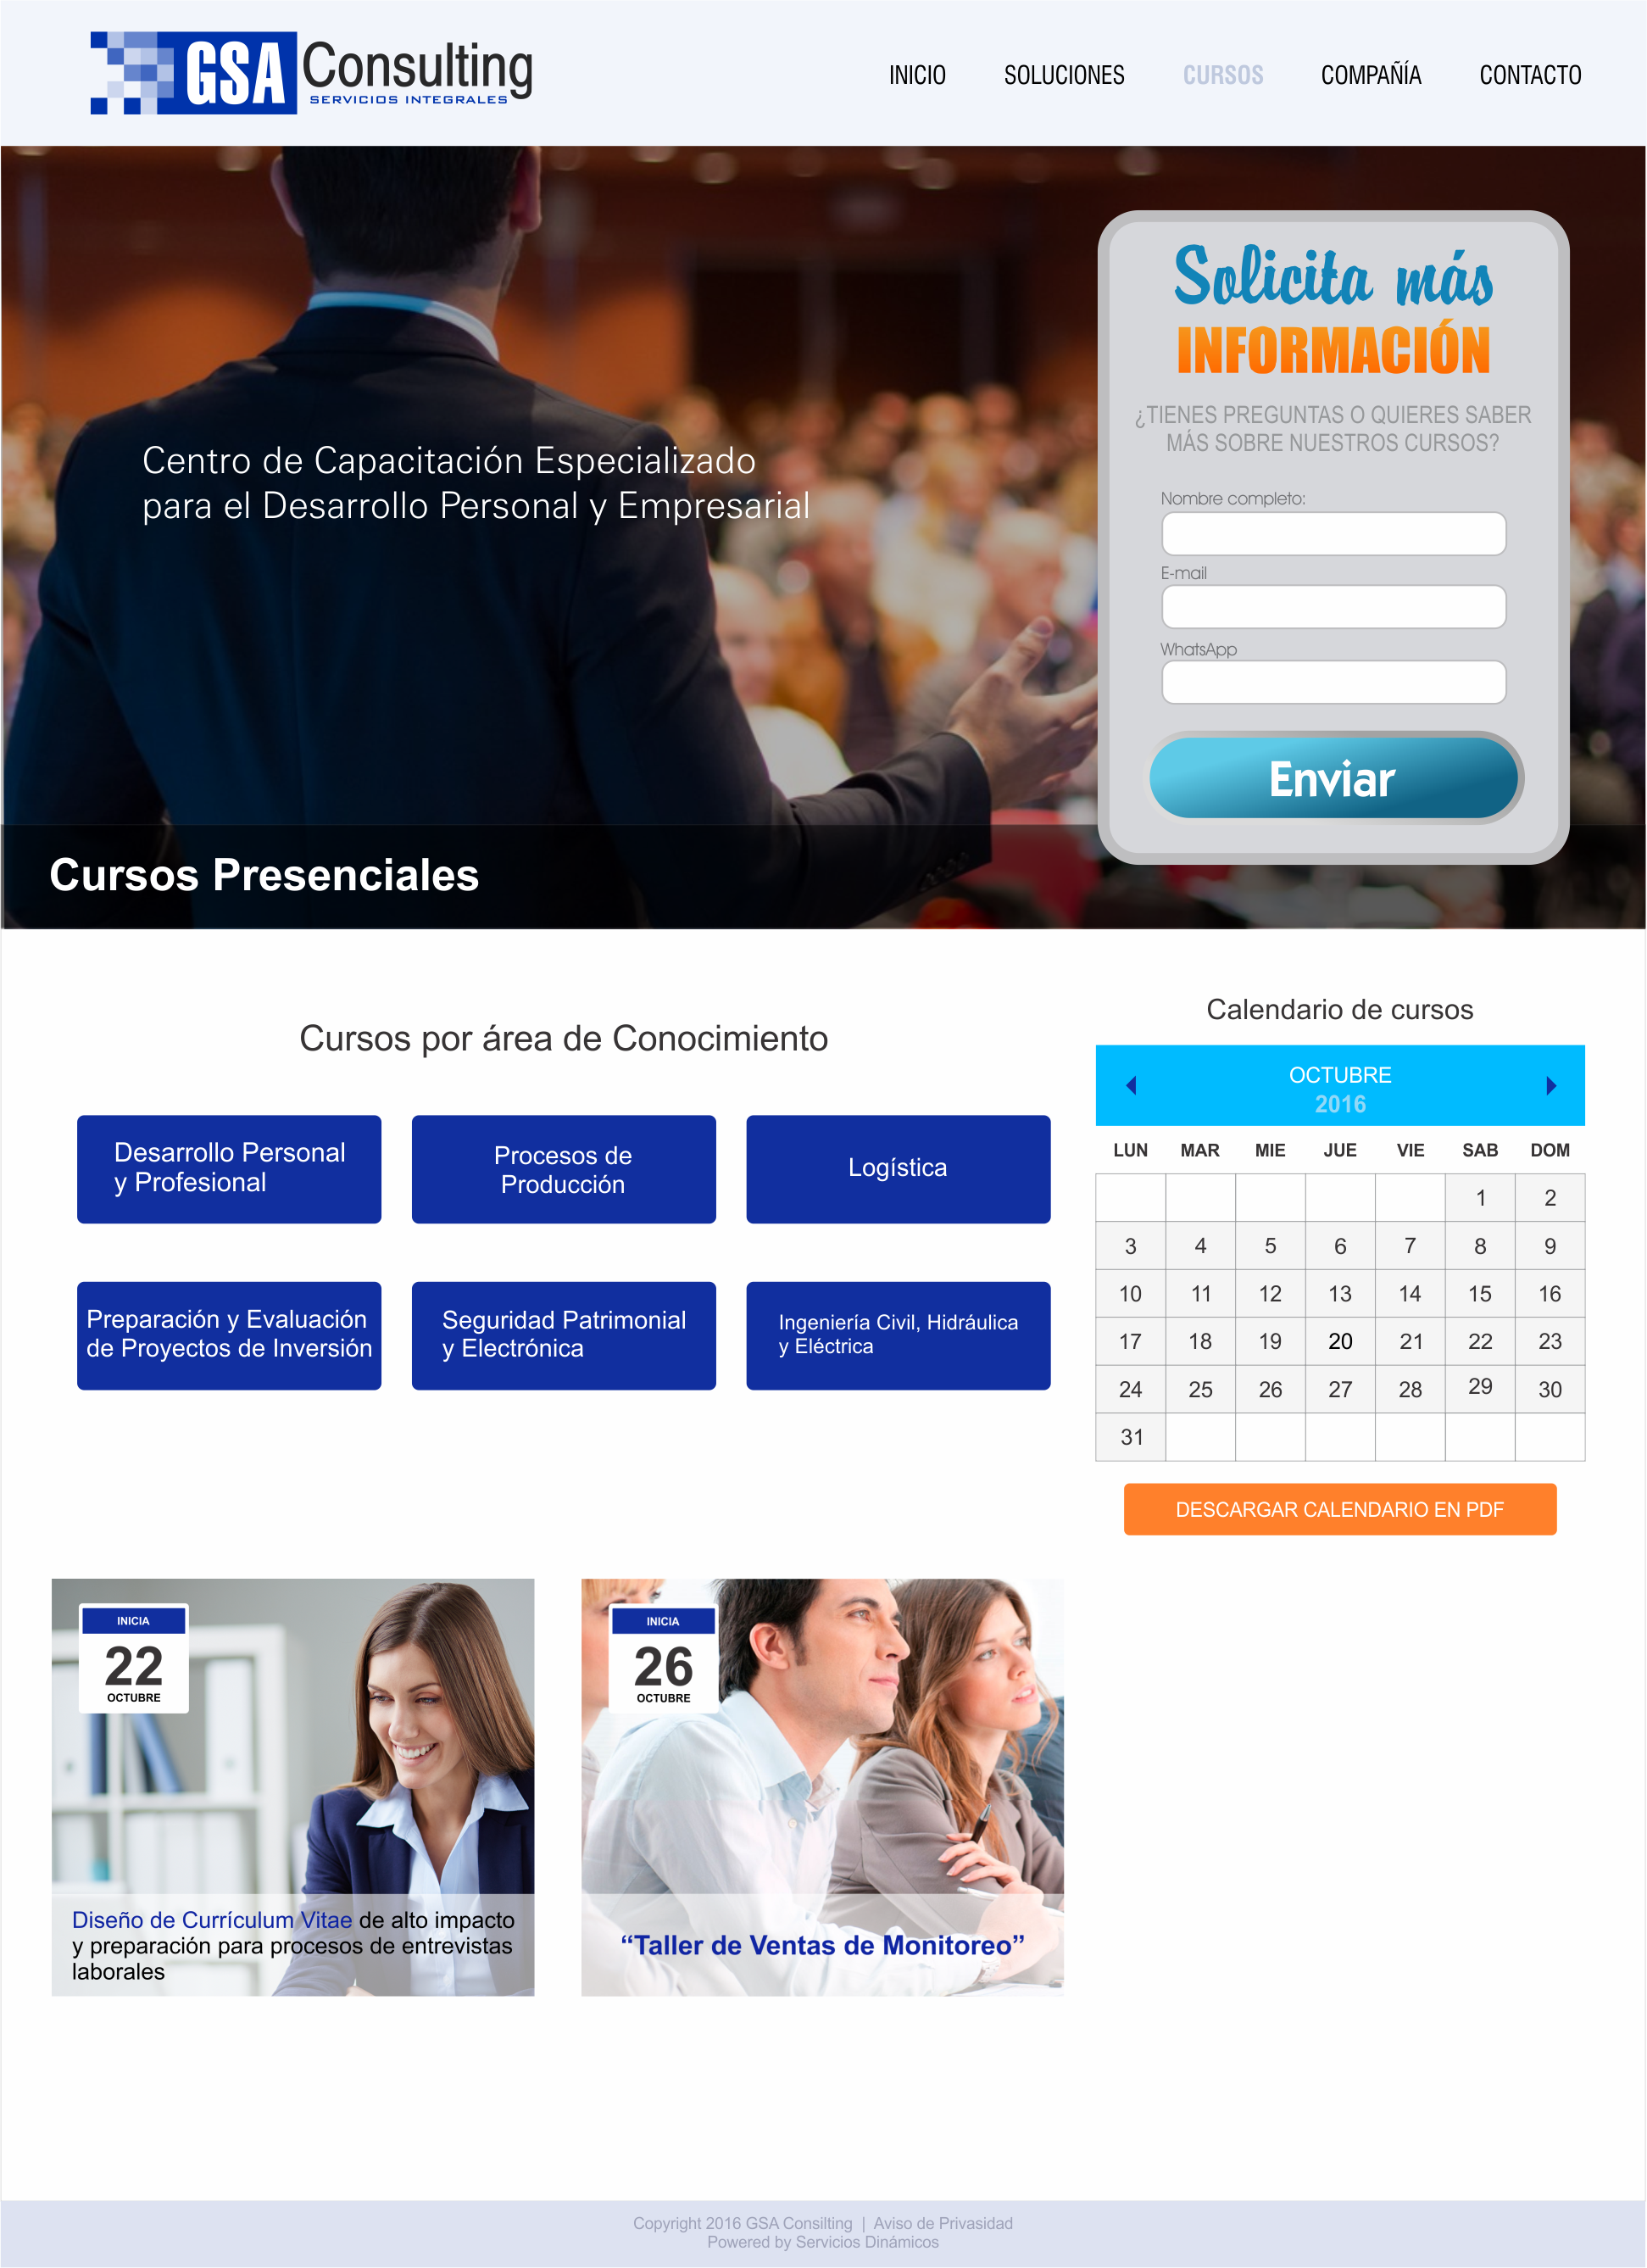 GSA Consulting
SERVICIOS INTEGRALES
INICIO SOLUCIONES CURSOS COMPAÑÍA CONTACTO
Centro de Capacitación Especializado
para el Desarrollo Personal y Empresarial
Cursos Presenciales
Solicita más
INFORMACIÓN
¿TIENES PREGUNTAS O QUIERES SABER
MÁS SOBRE NUESTROS CURSOS?
Nombre completo:
E-mail
WhatsApp
Enviar
Cursos por área de Conocimiento
Desarrollo Personal
y Profesional
Procesos de
Producción
Logística
Preparación y Evaluación
de Proyectos de Inversión
Seguridad Patrimonial
y Electrónica
Ingeniería Civil, Hidráulica
y Eléctrica
Calendario de cursos
OCTUBRE
2016
LUN MAR MIE JUE VIE SAB DOM
1 2
3 4 5 6 7 8 9
10 11 12 13 14 15 16
17 18 19 20 21 22 23
24 25 26 27 28 29 30
31
DESCARGAR CALENDARIO EN PDF
INICIA
22
OCTUBRE
Diseño de Currículum Vitae de alto impacto
y preparación para procesos de entrevistas
laborales
INICIA
26
OCTUBRE
“Taller de Ventas de Monitoreo”
Copyright 2016 GSA Consilting | Aviso de Privasidad
Powered by Servicios Dinámicos